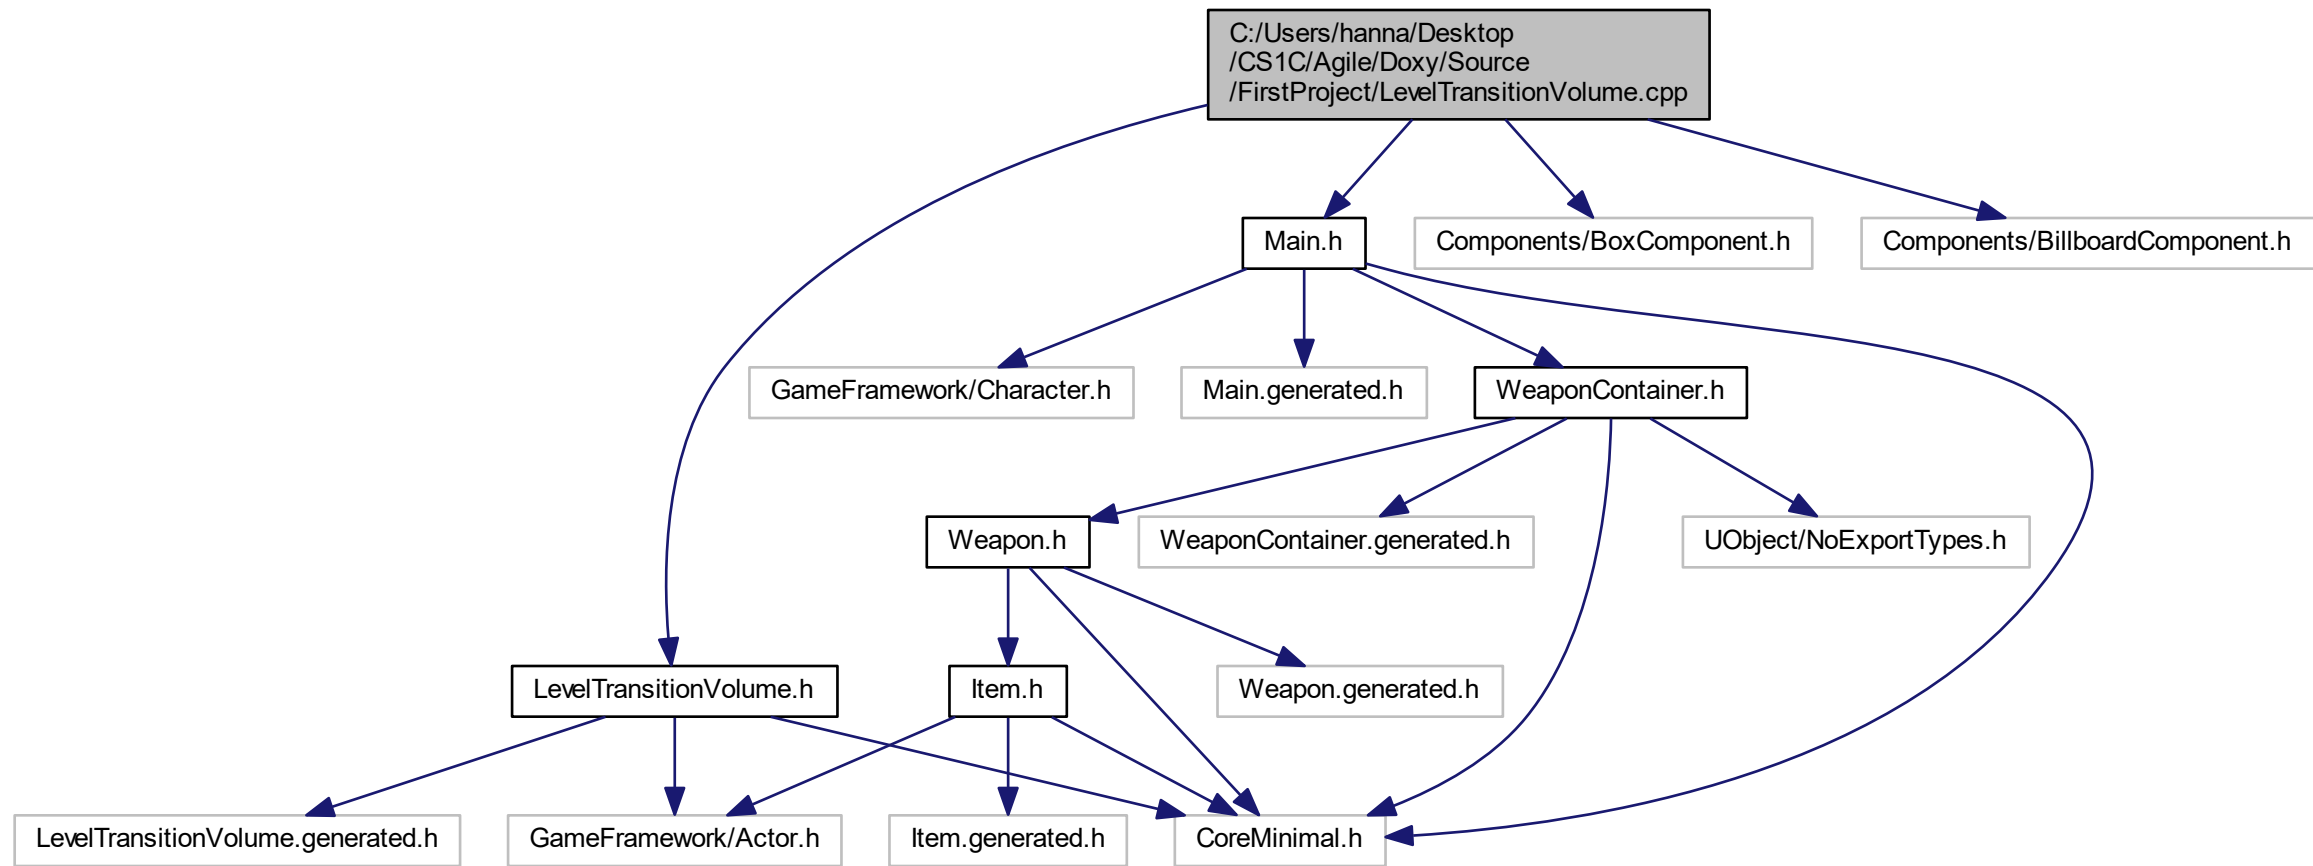 C:/Users/hanna/Desktop
/CS1C/Agile/Doxy/Source
/FirstProject/LevelTransitionVolume.cpp
Main.h
Components/BoxComponent.h
Components/BillboardComponent.h
GameFramework/Character.h
Main.generated.h
WeaponContainer.h
Weapon.h
WeaponContainer.generated.h
UObject/NoExportTypes.h
LevelTransitionVolume.h
Item.h
Weapon.generated.h
LevelTransitionVolume.generated.h
GameFramework/Actor.h
Item.generated.h
CoreMinimal.h